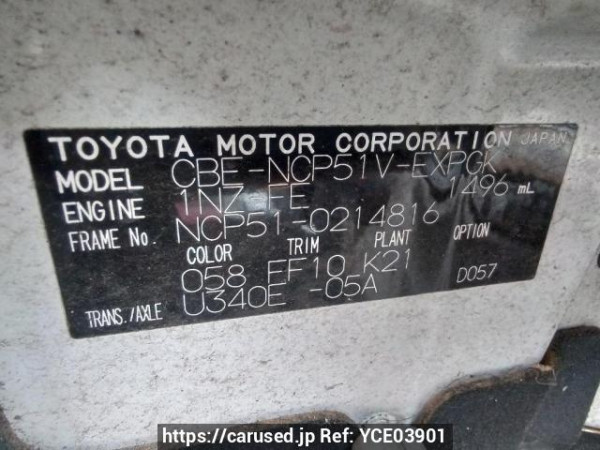 TOYOTA MOTOR CORPORATION JAPAN
MODEL CBE-NCP51V-EXPGK
ENGINE 1NZ-FE 1496 mL
FRAME No. NCP51-0214816
COLOR TRIM PLANT OPTION
058 EF10 K21 D057
TRANS./AXLE U340E -05A
https://carused.jp Ref: YCE03901